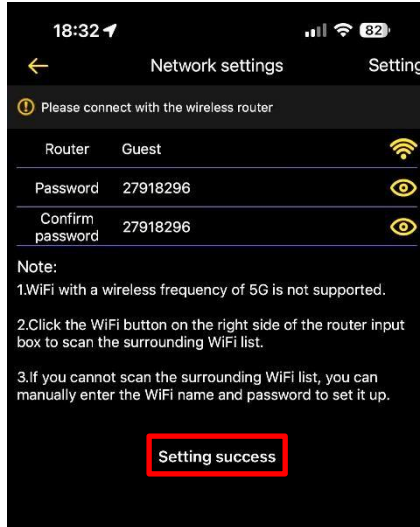 18:32
82
Network settings
Setting
Please connect with the wireless router
Router Guest
Password 27918296
Confirm
password 27918296
Note:
1.WiFi with a wireless frequency of 5G is not supported.
2.Click the WiFi button on the right side of the router input
box to scan the surrounding WiFi list.
3.If you cannot scan the surrounding WiFi list, you can
manually enter the WiFi name and password to set it up.
Setting success